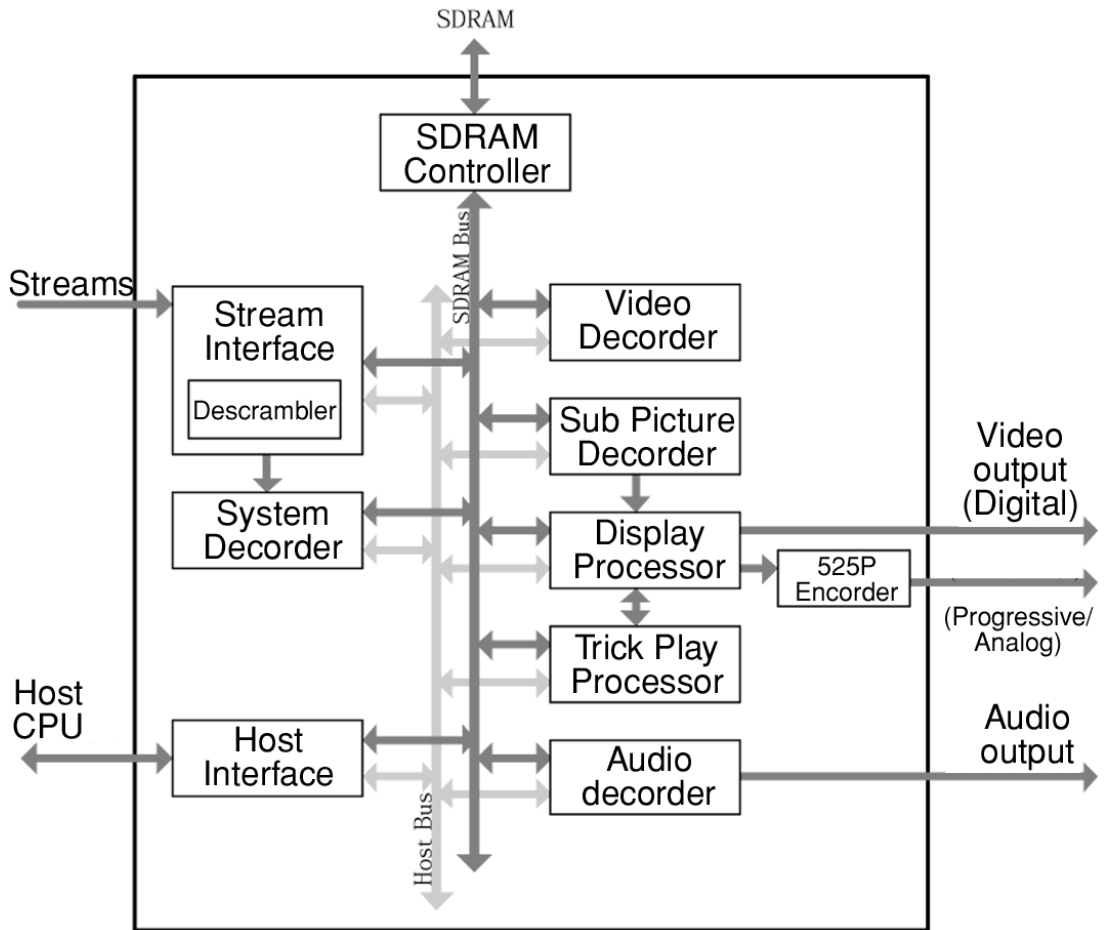 SDRAM
SDRAM
Controller
SDRAM Bus
Streams
Stream
Interface
Descrambler
Video
Decorder
Sub Picture
Decorder
System
Decorder
Display
Processor
525P
Encorder
Video
output
(Digital)
(Progressive/
Analog)
Trick Play
Processor
Host
CPU
Host
Interface
Host Bus
Audio
decorder
Audio
output